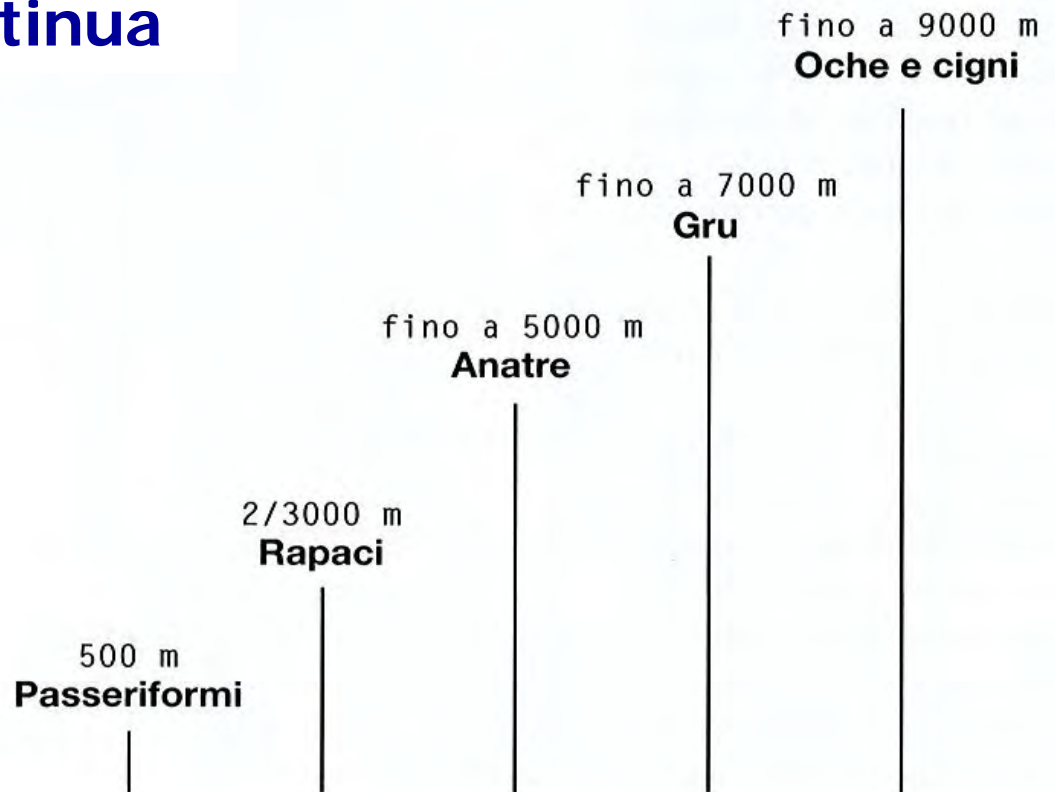 tinua
fino a 9000 m
Oche e cigni
fino a 7000 m
Gru
fino a 5000 m
Anatre
2/3000 m
Rapaci
500 m
Passeriformi